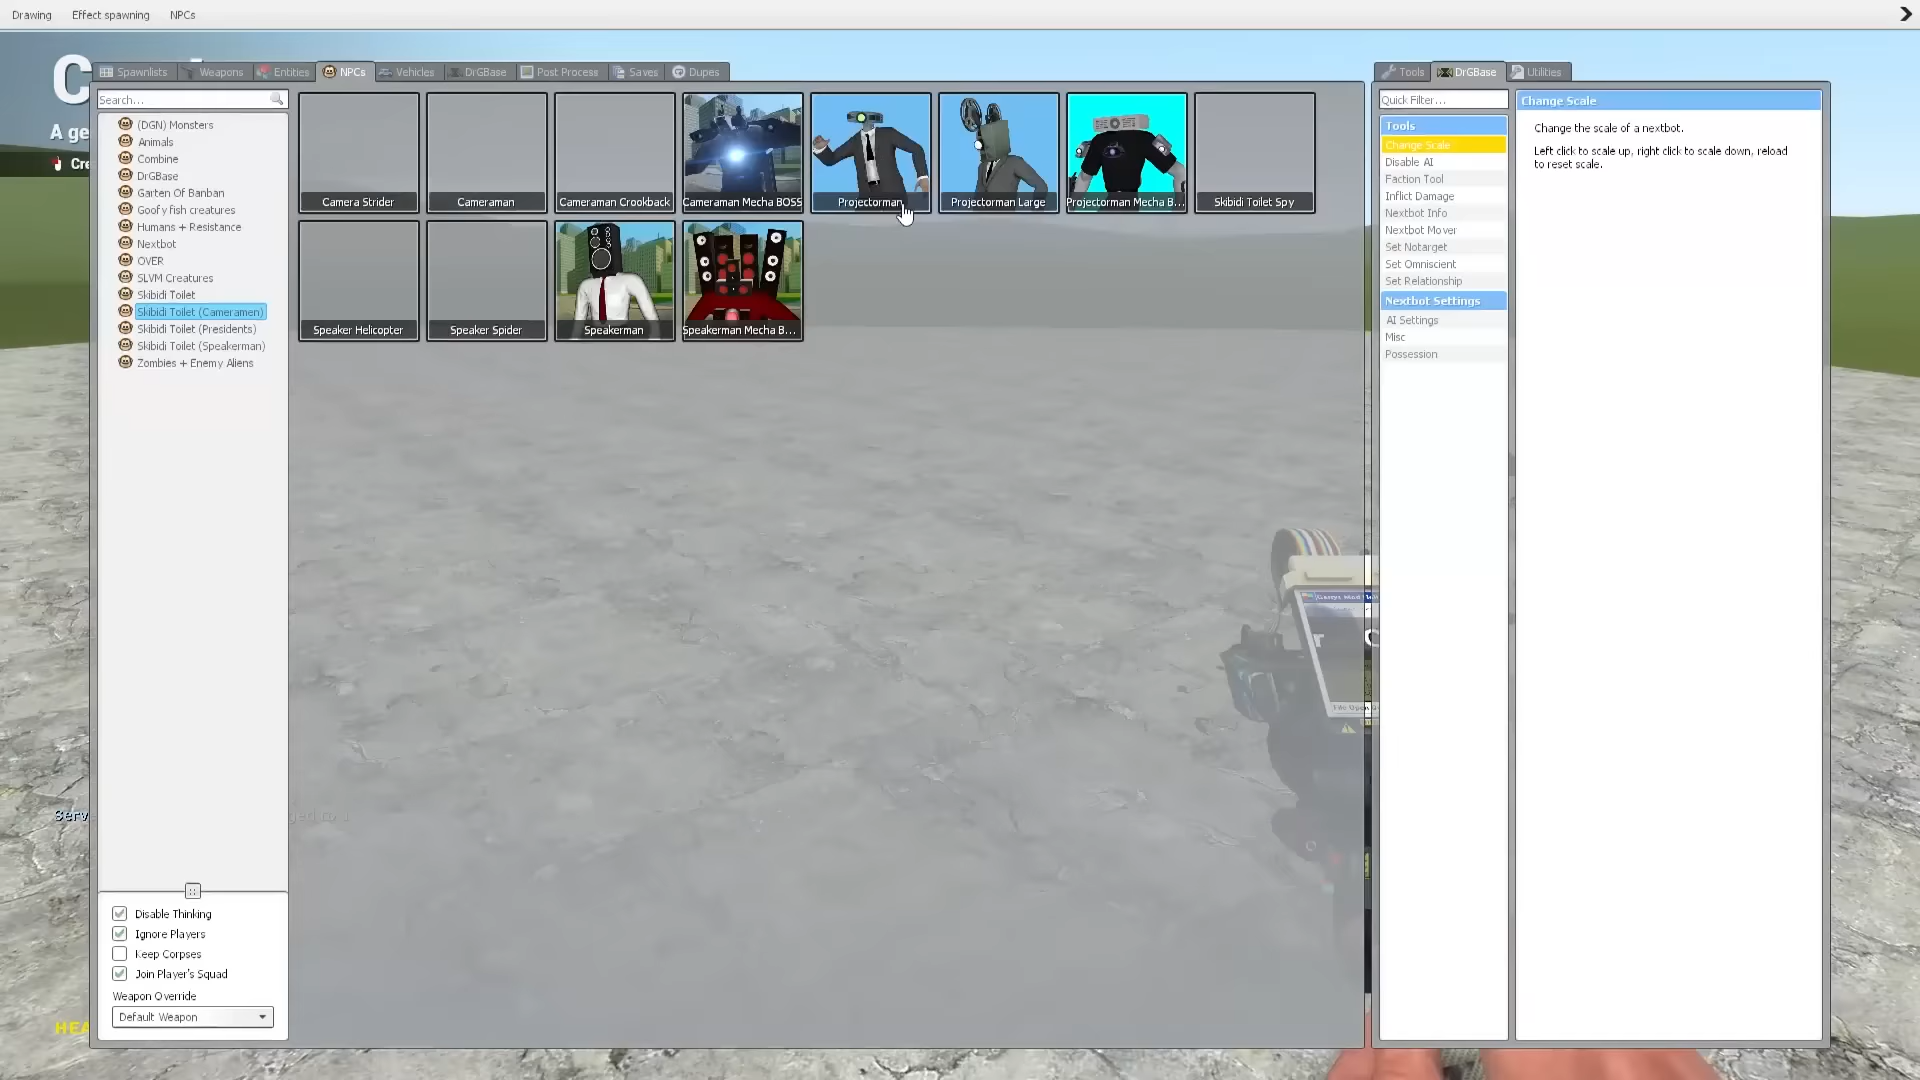 Drawing
Effect spawning
NPCs
C
A ge
Cre
Spawnlists
Weapons
Entities
NPCs
Vehicles
DrGBase
Post Process
Saves
Dupes
Search...
(DGN) Monsters
Animals
Combine
DrGBase
Garten Of Banban
Goofy fish creatures
Humans + Resistance
Nextbot
OVER
SLVM Creatures
Skibidi Toilet
Skibidi Toilet (Cameramen)
Skibidi Toilet (Presidents)
Skibidi Toilet (Speakerman)
Zombies + Enemy Aliens
Camera Strider
Cameraman
Cameraman Crookback
Cameraman Mecha BOSS
Projectorman
Projectorman Large
Projectorman Mecha B...
Skibidi Toilet Spy
Speaker Helicopter
Speaker Spider
Speakerman
Speakerman Mecha B...
Serv
Disable Thinking
Ignore Players
Keep Corpses
Join Player's Squad
Weapon Override
Default Weapon
HEA
Tools
DrGBase
Utilities
Quick Filter...
Tools
Change Scale
Disable AI
Faction Tool
Inflict Damage
Nextbot Info
Nextbot Mover
Set Notarget
Set Omniscient
Set Relationship
Nextbot Settings
AI Settings
Misc
Possession
Change Scale
Change the scale of a nextbot.
Left click to scale up, right click to scale down, reload
to reset scale.